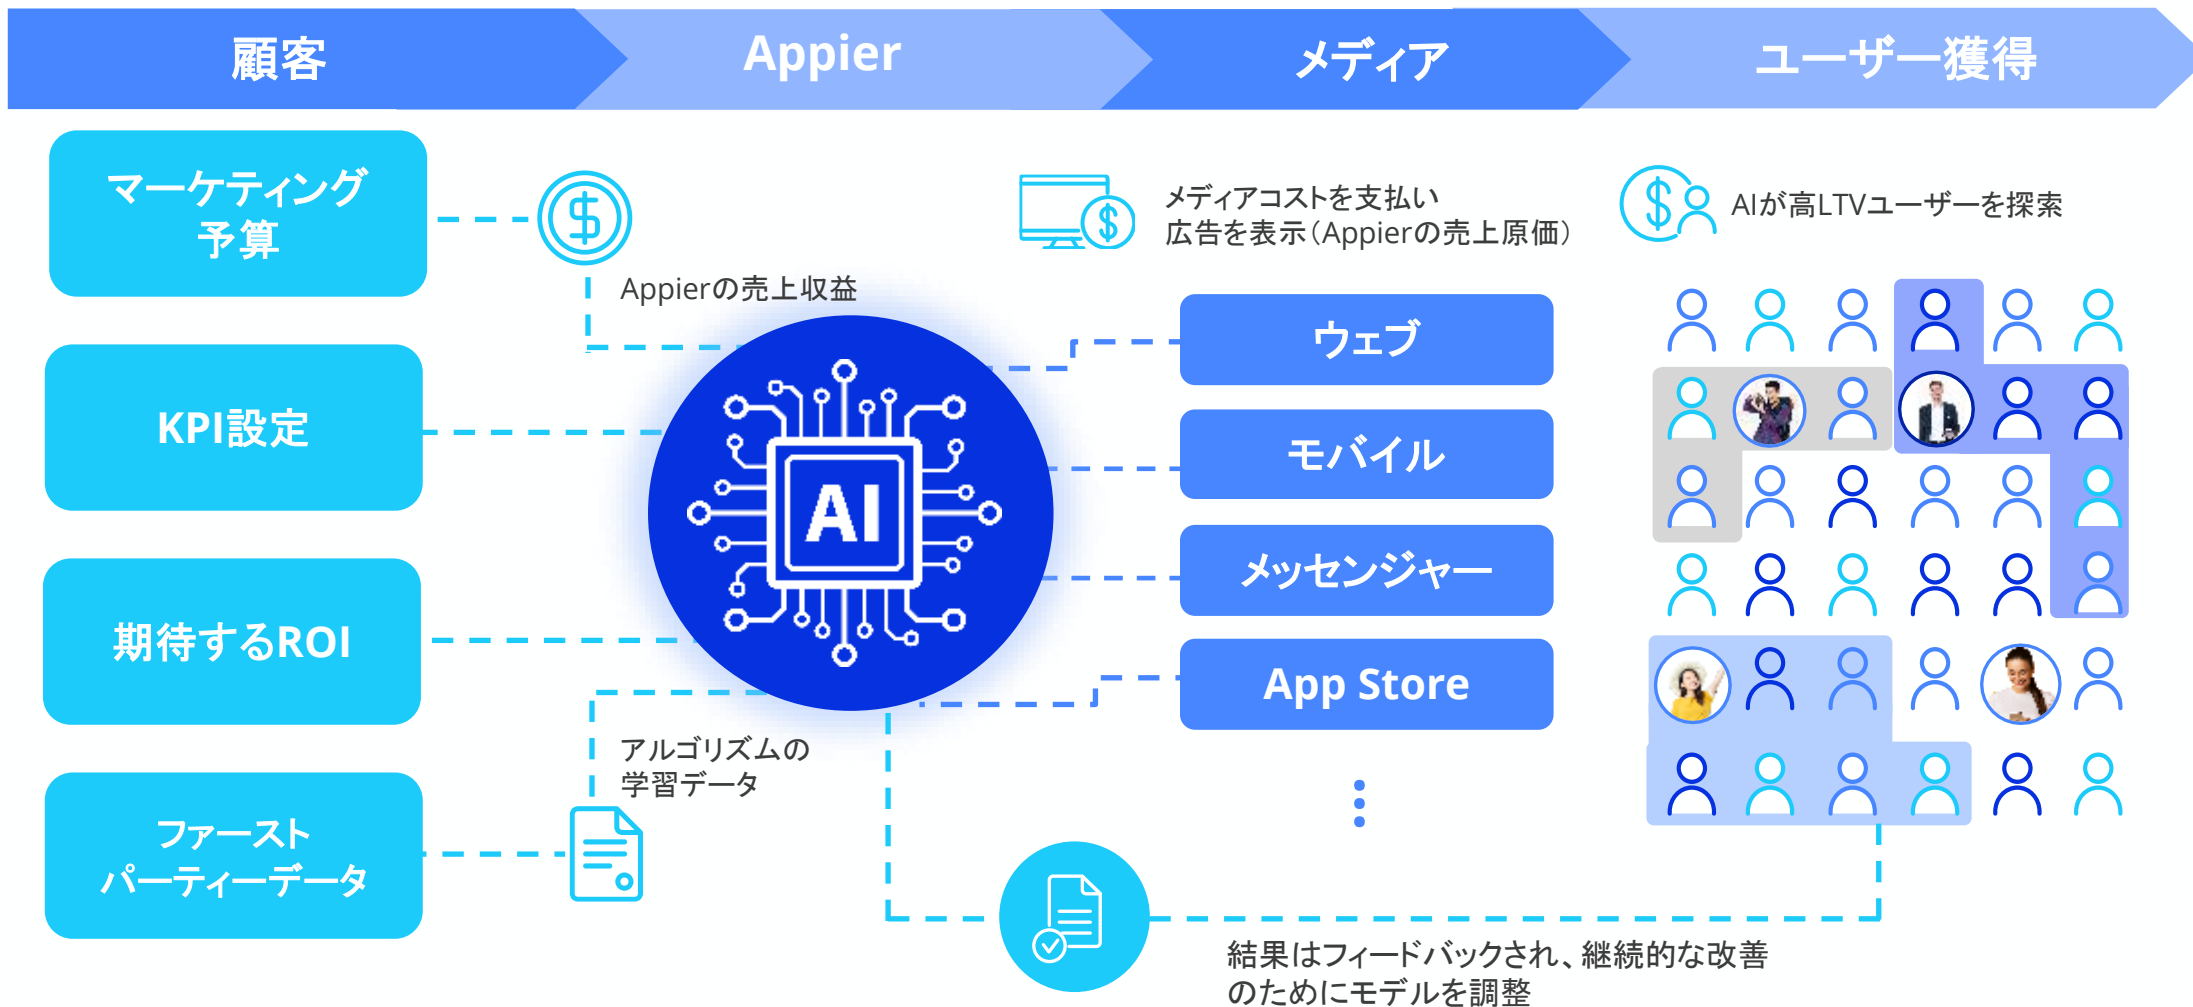 顧客
Appier
メディア
ユーザー獲得
マーケティング
予算
KPI設定
期待するROI
ファースト
パーティーデータ
Appierの売上収益
AI
アルゴリズムの
学習データ
メディアコストを支払い
広告を表示（Appierの売上原価）
ウェブ
モバイル
メッセンジャー
App Store
AIが高LTVユーザーを探索
結果はフィードバックされ、継続的な改善
のためにモデルを調整